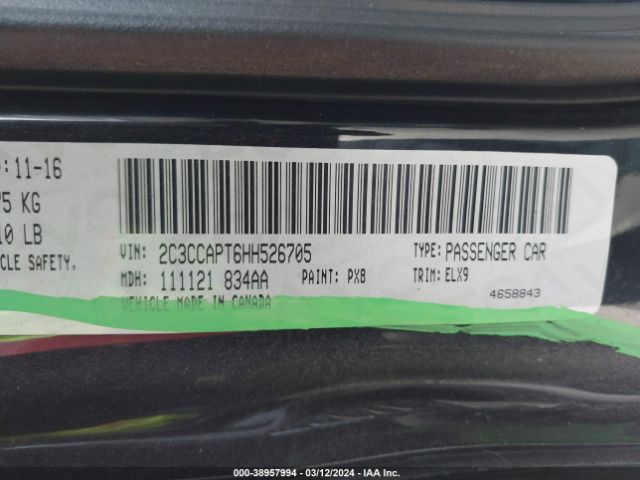 : 11-16
75 KG
10 LB
CLE SAFETY,
VIN: 2C3CCAPT6HH526705
TYPE: PASSENGER CAR
MDH: 111121 834AA
PAINT: PX8
TRIM: ELX9
VEHICLE MADE IN CANADA
4658843
000-38957994 - 03/12/2024 - IAA Inc.